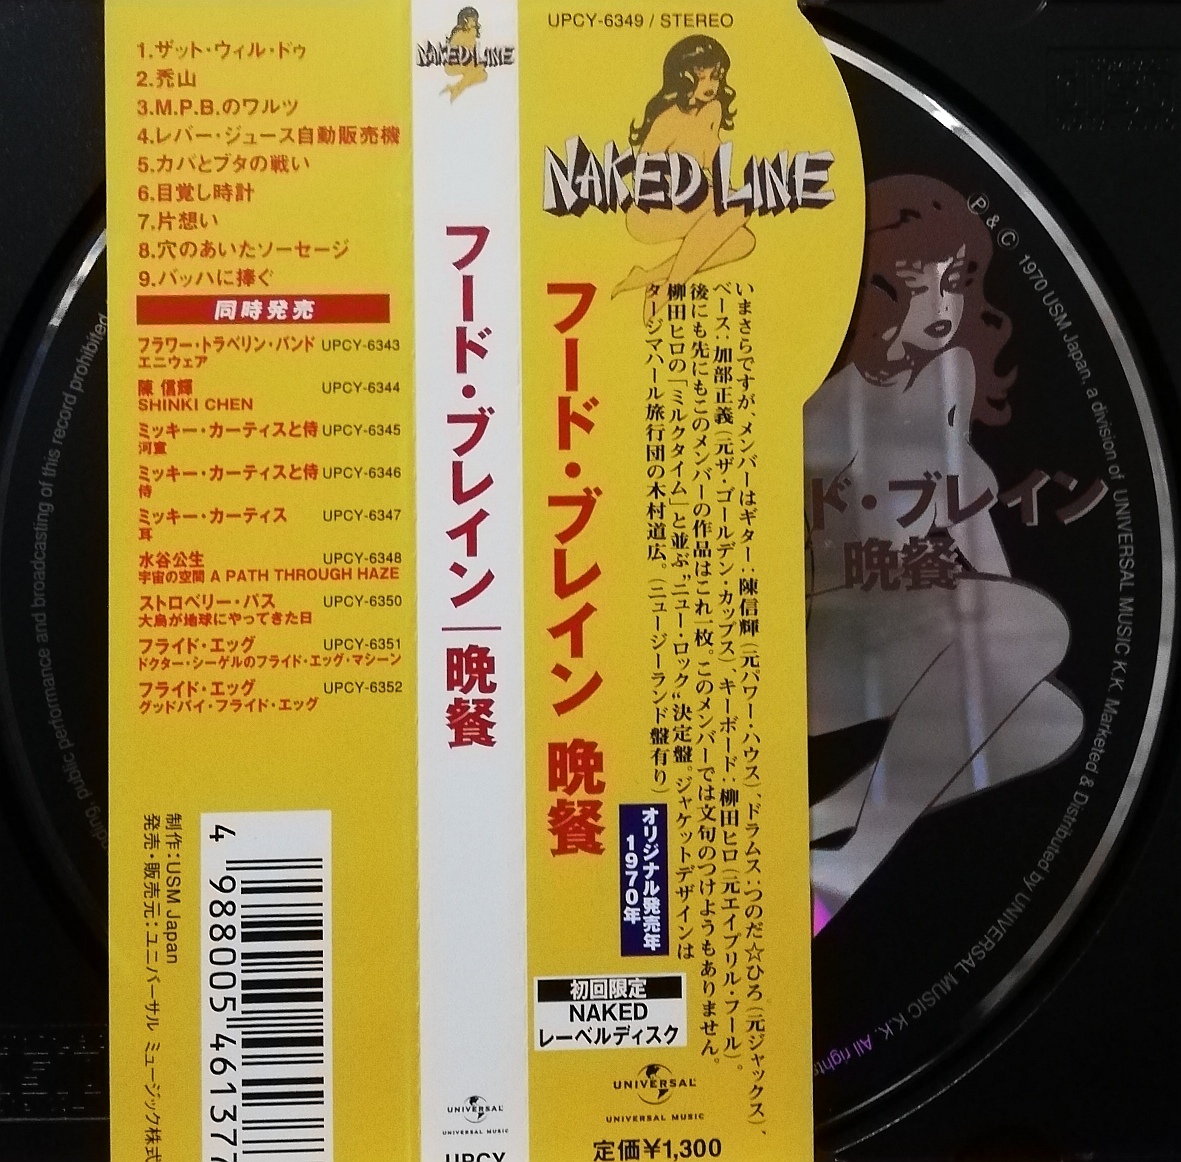 1.ザット・ウィル・ドゥ
2.禿山
3.M.P.B.のワルツ
4.レバー・ジュース自動販売機
5.カバとブタの戦い
6.目覚し時計
7.片想い
8.穴のあいたソーセージ
9.バッハに捧ぐ
同時発売
フラワー・トラベリン・バンド UPCY-6343
エニウェア
陳 信輝 UPCY-6344
SHINKI CHEN
ミッキー・カーティスと侍 UPCY-6345
河童
ミッキー・カーティスと侍 UPCY-6346
侍
ミッキー・カーティス UPCY-6347
耳
水谷公生 UPCY-6348
宇宙の空間 A PATH THROUGH HAZE
ストロベリー・パス UPCY-6350
大烏が地球にやってきた日
フライド・エッグ UPCY-6351
ドクター・シーゲルのフライド・エッグ・マシーン
フライド・エッグ UPCY-6352
グッドバイ・フライド・エッグ
制作:USM Japan
発売・販売元:ユニバーサル ミュージック株式
4 988005 461377
NAKED LINE
フード・ブレイン|晩餐
UNIVERSAL
UNIVERSAL MUSIC
UPCY
UPCY-6349 / STEREO
NAKED LINE
フード・ブレイン 晩餐
いまさらですが、メンバーはギター:陳信輝(元パワー・ハウス)、ドラムス:つのだ☆ひろ(元ジャックス)、
ベース:加部正義(元ザ・ゴールデン・カップス)、キーボード:柳田ヒロ(元エイプリル・フール)。
後にも先にもこのメンバーの作品はこれ一枚。このメンバーでは文句のつけようもありません。
柳田ヒロの「ミルクタイム」と並ぶ〝ニュー・ロック〟決定盤。ジャケットデザインは
タージマハール旅行団の木村道広。(ニュージーランド盤有り)
オリジナル発売年
1970年
初回限定
NAKED
レーベルディスク
UNIVERSAL
UNIVERSAL MUSIC
定価¥1,300
ド・ブレイン
晩餐
Ⓟ & Ⓒ 1970 USM Japan, a division of UNIVERSAL MUSIC K.K. Marketed & Distributed by UNIVERSAL MUSIC K.K. All rights
public performance and broadcasting of this record prohibited